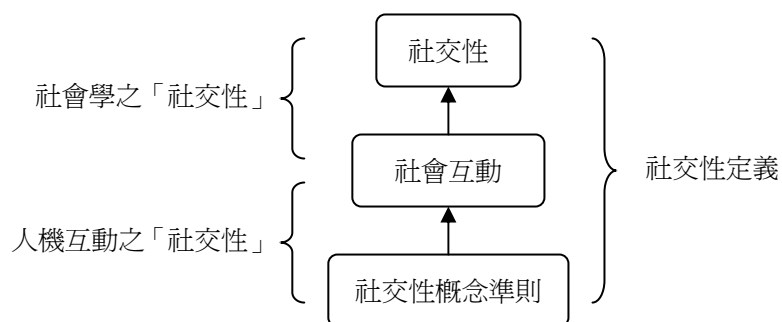 社交性
社會學之「社交性」
社會互動
社交性定義
人機互動之「社交性」
社交性概念準則